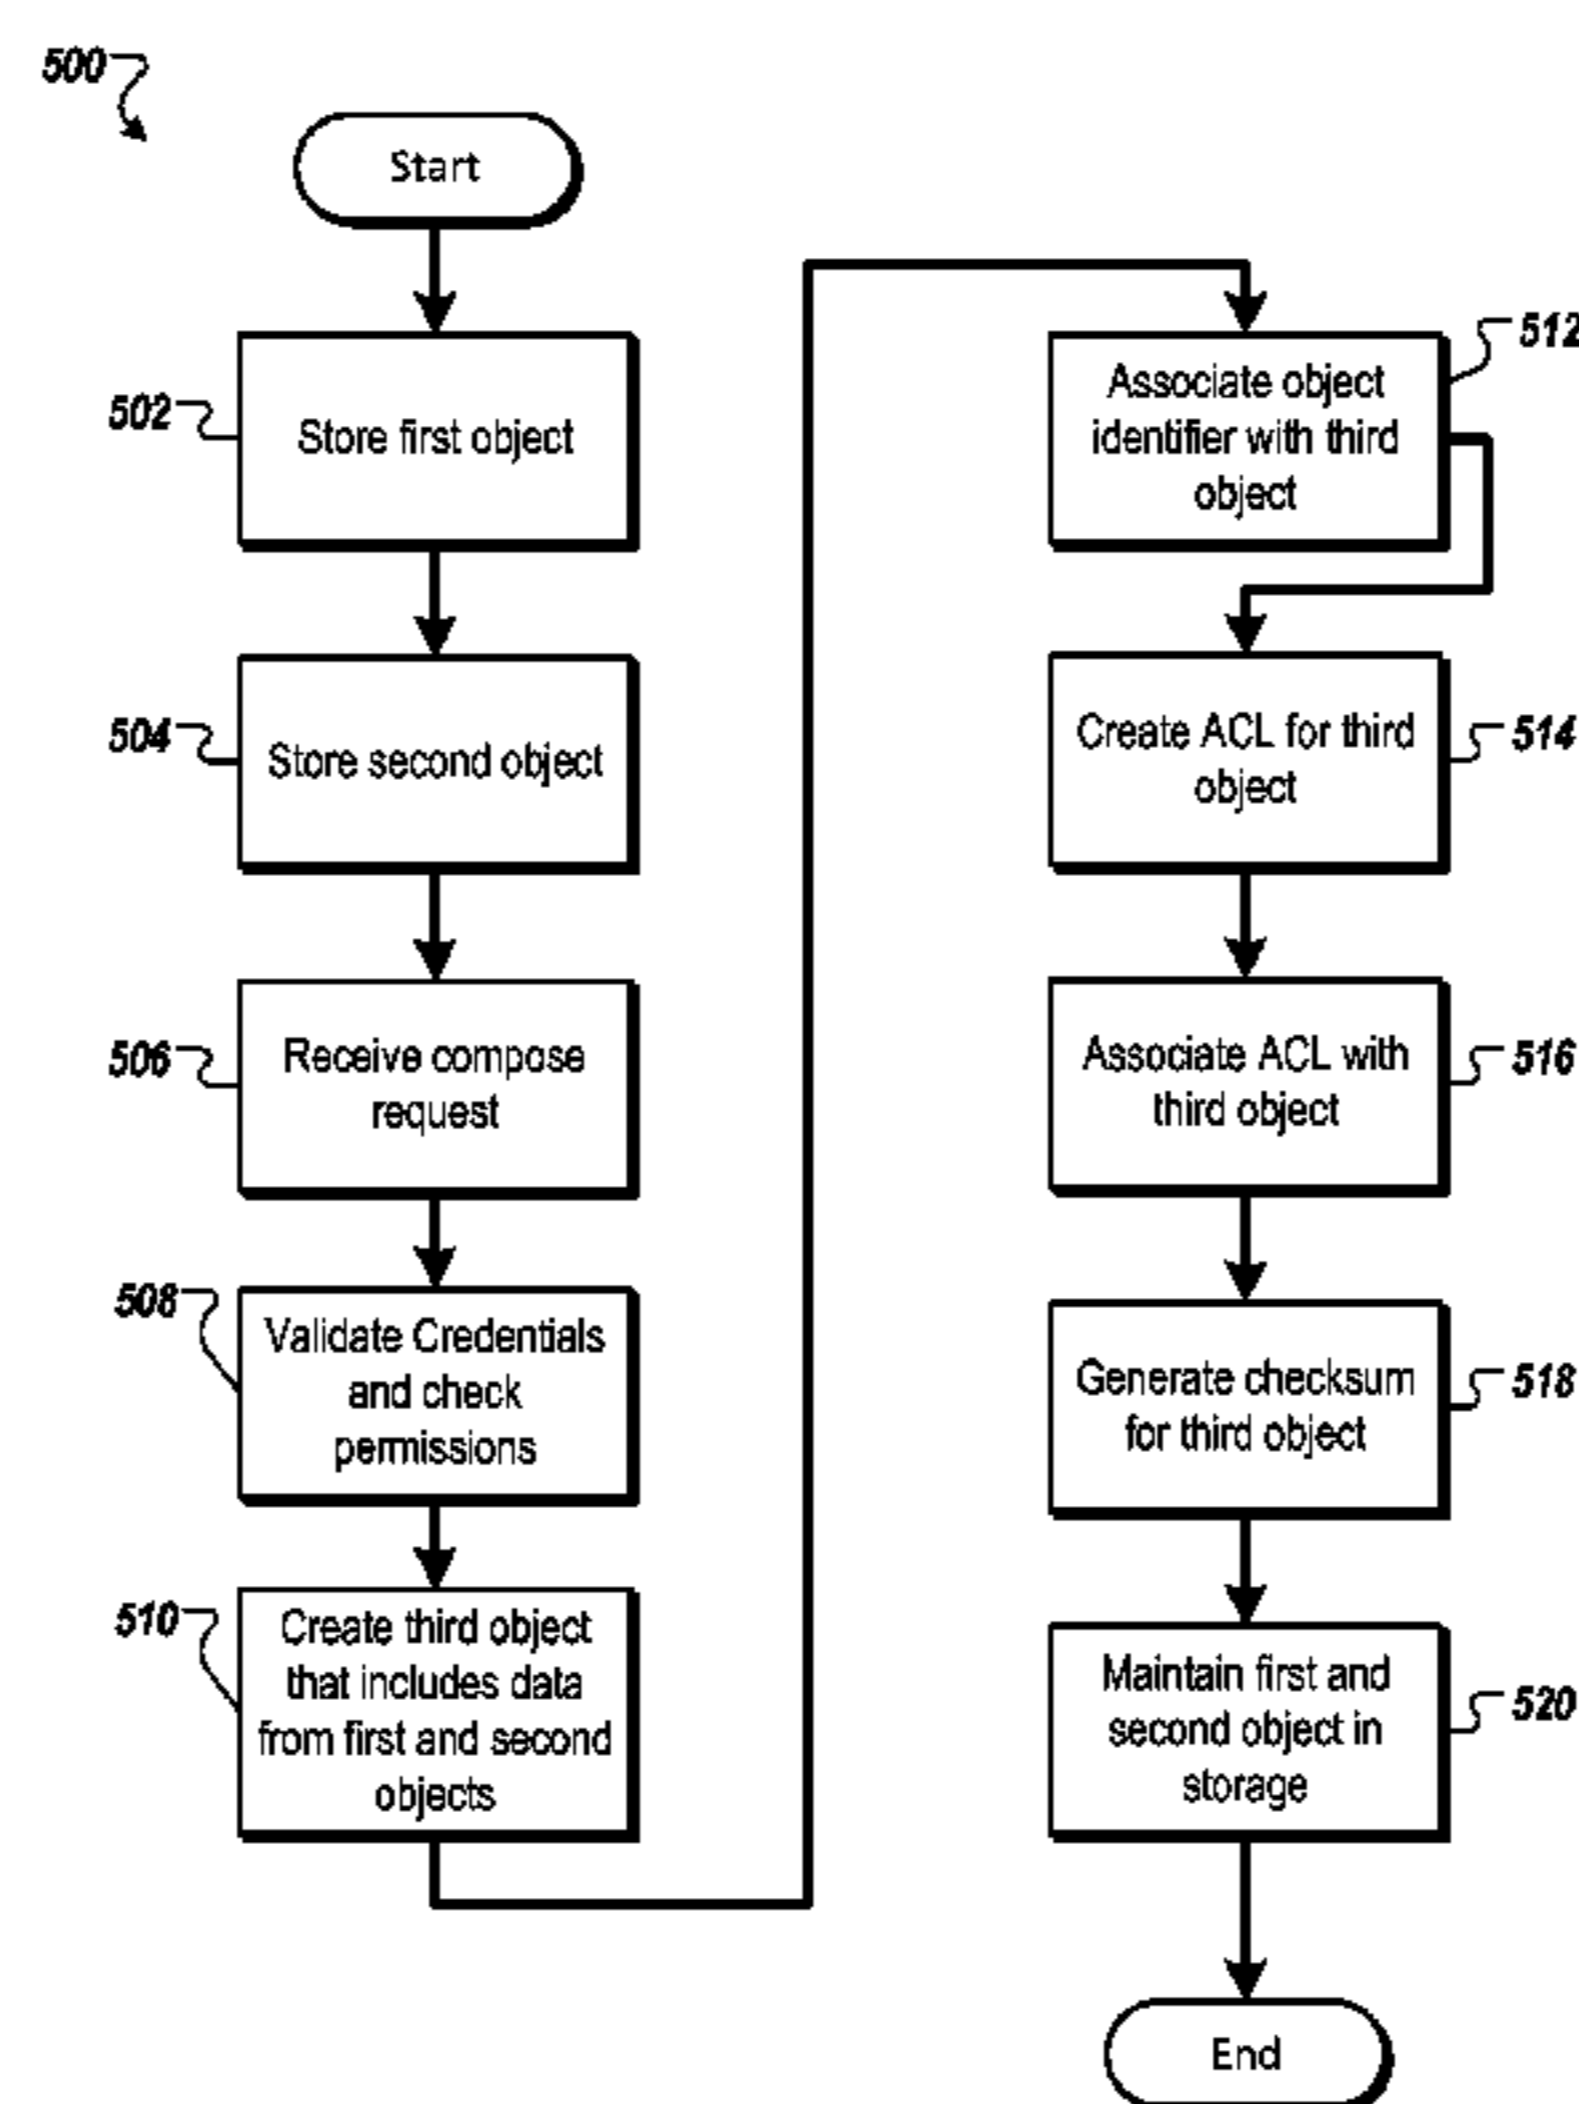 500
Start
502
Store first object
504
Store second object
506
Receive compose
request
508
Validate Credentials
and check
permissions
510
Create third object
that includes data
from first and second
objects
512
Associate object
identifier with third
object
514
Create ACL for third
object
516
Associate ACL with
third object
518
Generate checksum
for third object
520
Maintain first and
second object in
storage
End